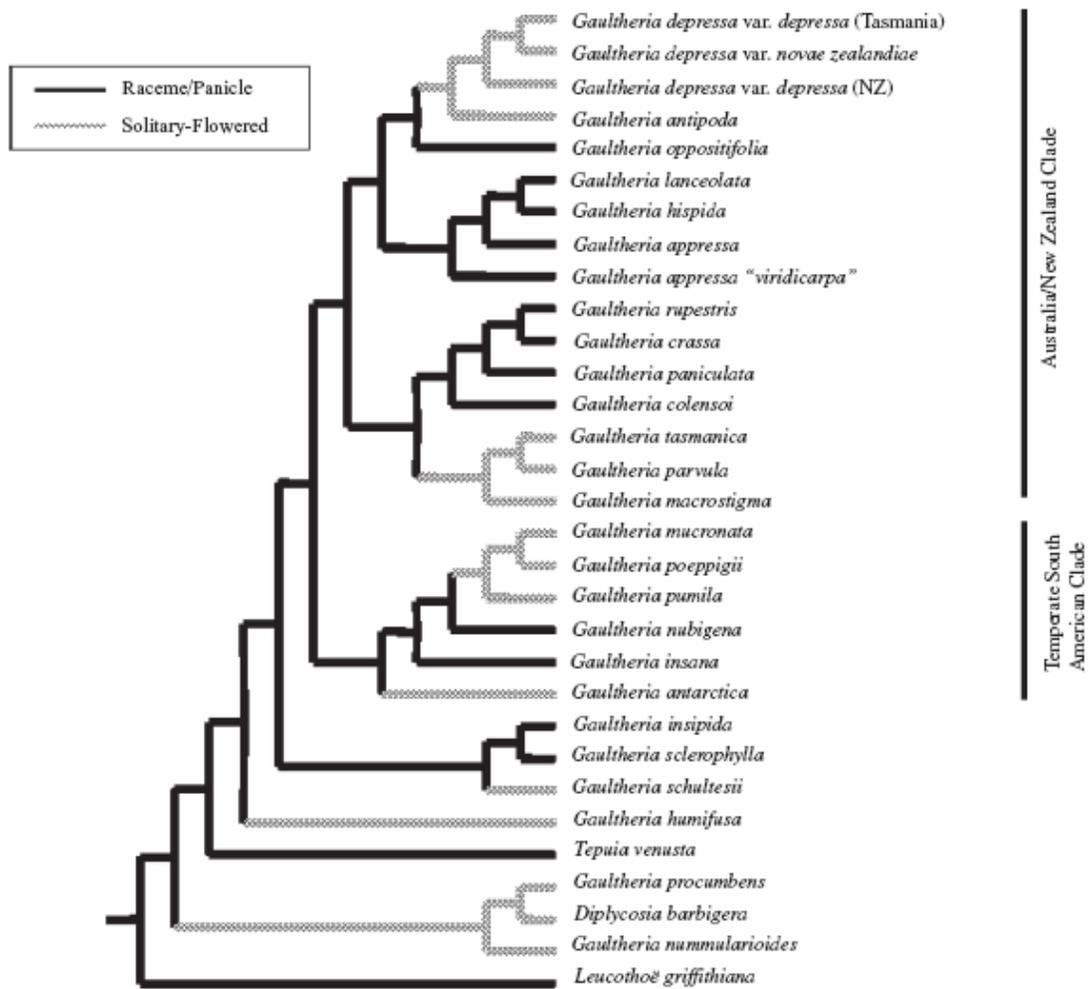 Raceme/Panicle
Solitary-Flowered
Gaultheria depressa var. depressa (Tasmania)
Gaultheria depressa var. novae zealandiae
Gaultheria depressa var. depressa (NZ)
Gaultheria antipoda
Gaultheria oppositifolia
Gaultheria lanceolata
Gaultheria hispida
Gaultheria appressa
Gaultheria appressa “viridicarpa”
Gaultheria rupestris
Gaultheria crassa
Gaultheria paniculata
Gaultheria colensoi
Gaultheria tasmanica
Gaultheria parvula
Gaultheria macrostigma
Gaultheria mucronata
Gaultheria poeppigii
Gaultheria pumila
Gaultheria nubigena
Gaultheria insana
Gaultheria antarctica
Gaultheria insipida
Gaultheria sclerophylla
Gaultheria schultesii
Gaultheria humifusa
Tepuia venusta
Gaultheria procumbens
Diplycosia barbigera
Gaultheria nummularioides
Leucothoë griffithiana
Australia/New Zealand Clade
Temperate South
American Clade